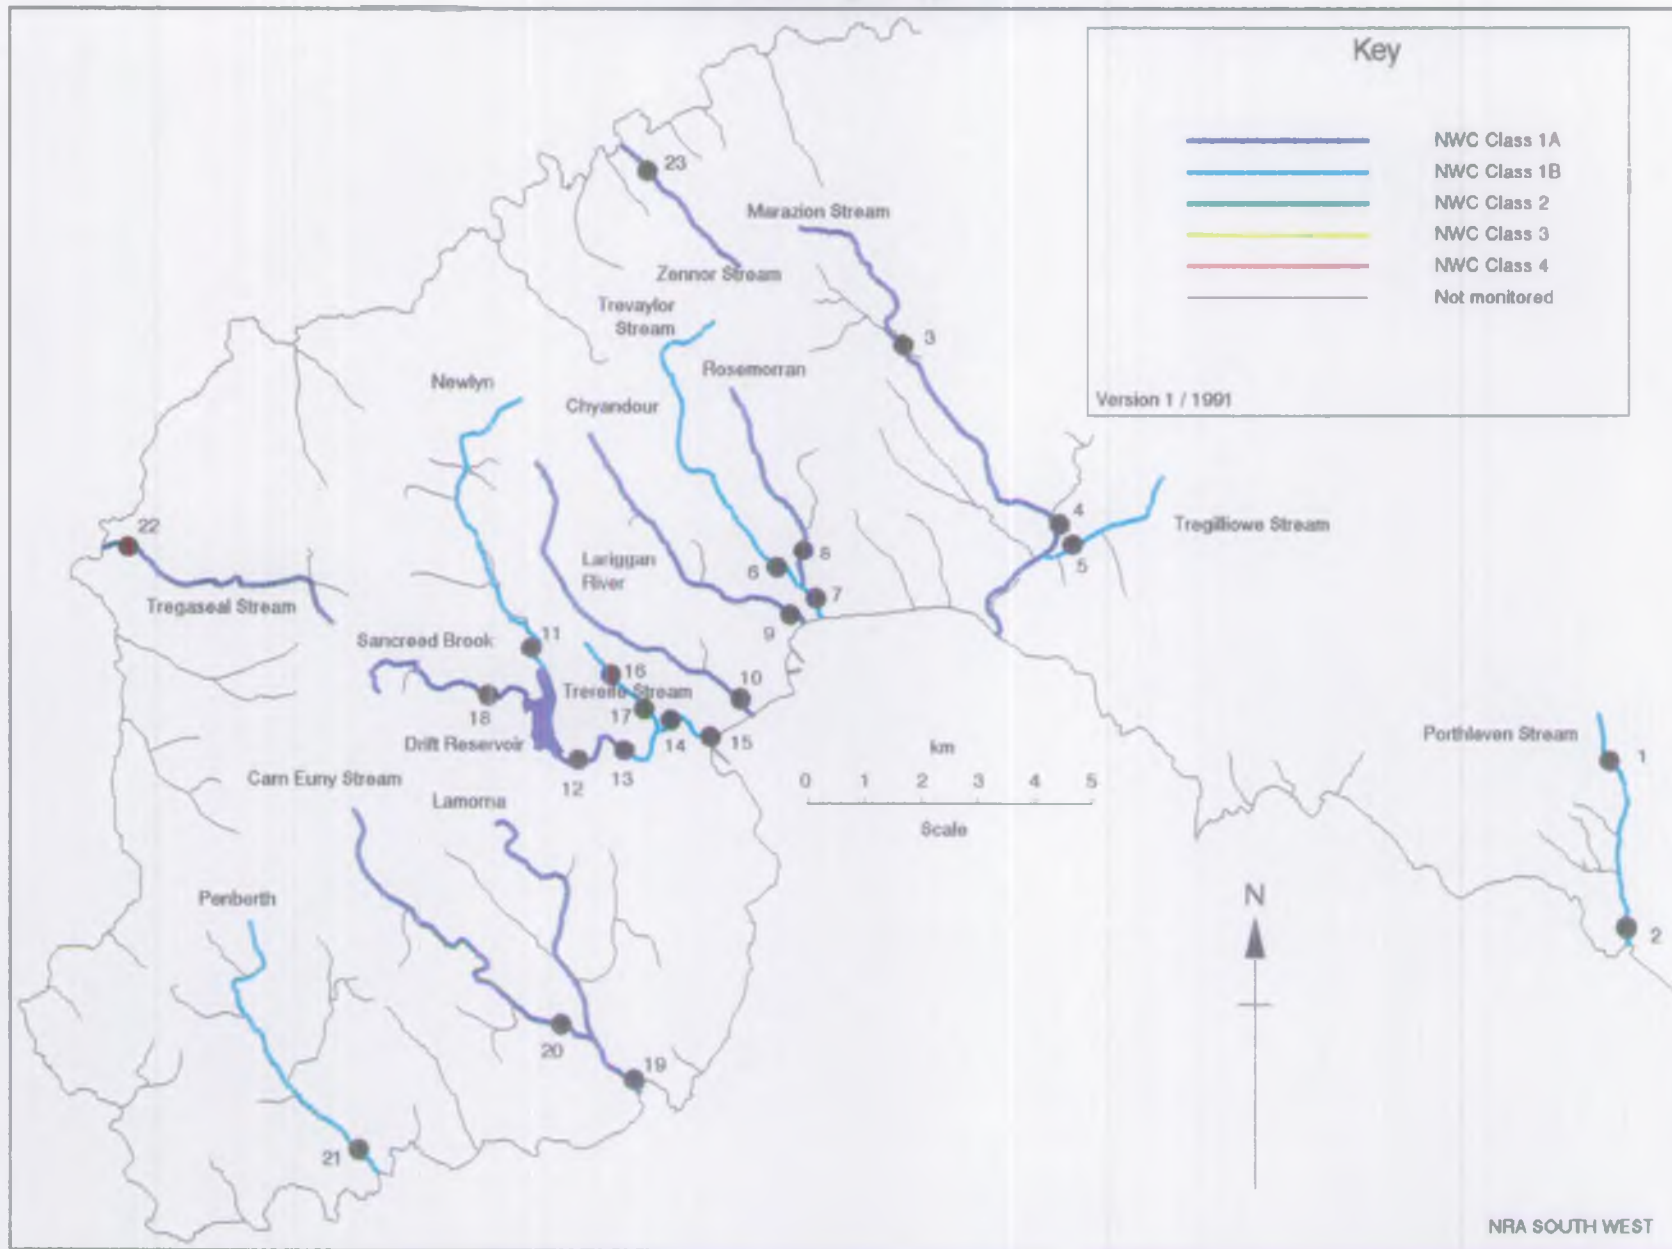 Key
NWC Class 1A
NWC Class 1B
NWC Class 2
NWC Class 3
NWC Class 4
Not monitored
Version 1 / 1991
23
Marazion Stream
Zennor Stream
Trevaylor
Stream
3
Rosemorran
Newlyn
Chyandour
4
Tregilliowe Stream
5
22
8
6
Lariggan
River
7
Tregaseal Stream
9
11
Sancreed Brook
16
10
Trereife Stream
18
17
14
15
Drift Reservoir
13
12
km
0 1 2 3 4 5
Scale
Porthleven Stream
1
Carn Euny Stream
Lamorna
Penberth
N
2
20
19
21
NRA SOUTH WEST